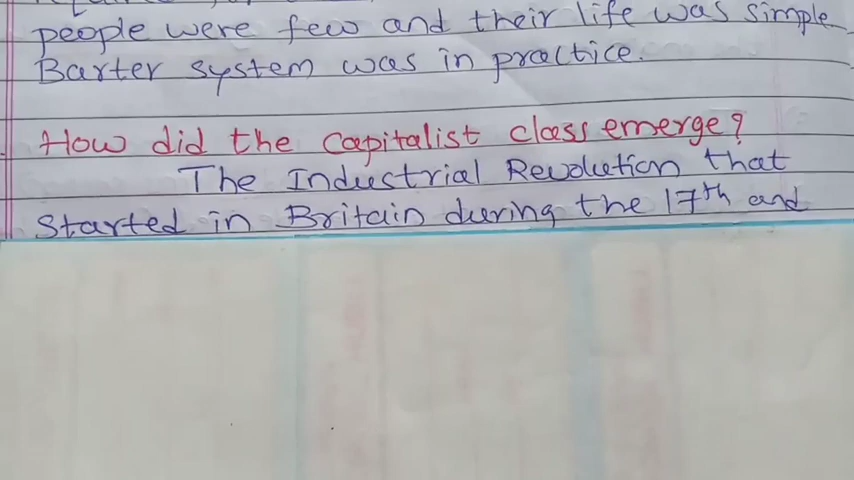 people were few and their life was simple
Barter system was in practice.
How did the capitalist class emerge?
The Industrial Revolution that
started in Britain during the 17th and